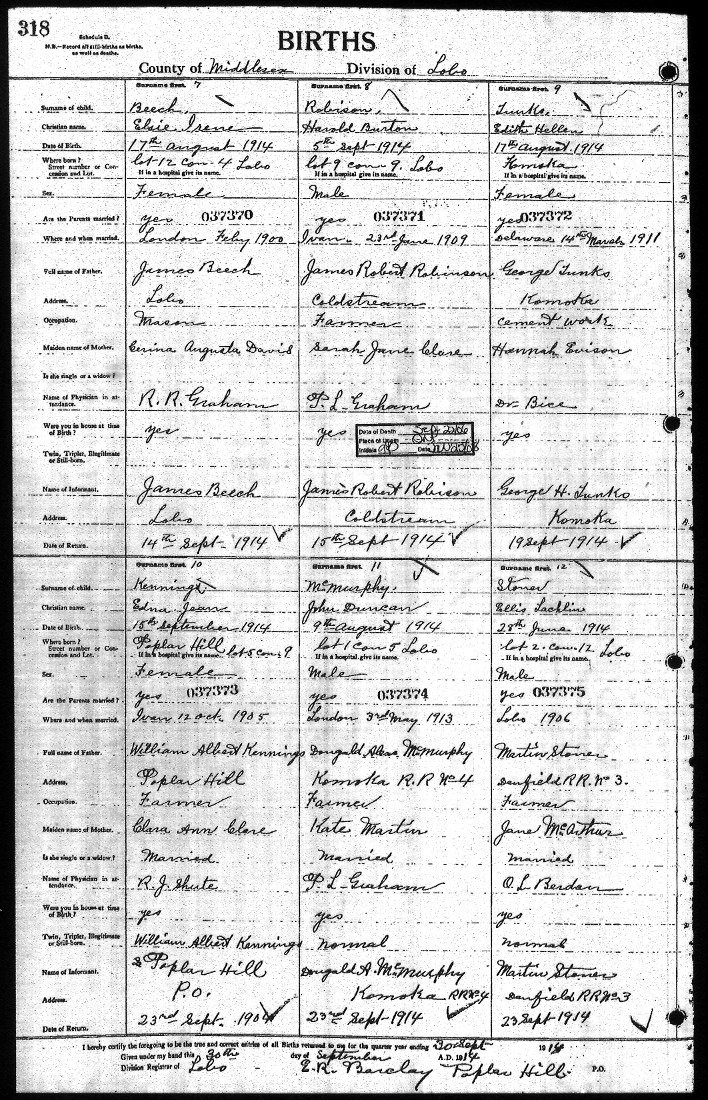 318
Schedule B.
N.B.—Record all still-births as births, as well as deaths.
BIRTHS
County of Middlesex Division of Lobo
Surname first. 7 Surname first. 8 Surname first. 9
Surname of child. Beech, Robison, Tunks,
Christian name. Elsie Irene Harold Burton Edith Hellen
Date of Birth. 17th August 1914 5th Sept 1914 17th August 1914
Where born? Street number or Concession and Lot. lot 12 con. 4 Lobo lot 9 con 9. Lobo Komoka
If in a hospital give its name. If in a hospital give its name. If in a hospital give its name.
Sex. Female Male Female
Are the Parents married? yes 037370 yes 037371 yes 037372
Where and when married. London Feby 1900 Ivan. 23rd June 1909 Delaware 14th March 1911
Full name of Father. James Beech James Robert Robinson George Tunks
Address. Lobo Coldstream Komoka
Occupation. Mason Farmer cement work
Maiden name of Mother. Augusta Davis Sarah Jane Clare Hannah Evison
Is she single or a widow?
Name of Physician in attendance. R. R. Graham P. L. Graham Dr. Bice
Were you in house at time of Birth? yes yes yes
Date of Death Sept
Place of Death Ont
Initials Date
Twin, Triplet, Illegitimate or Still-born.
Name of Informant. James Beech James Robert Robison George H. Tunks
Address. Lobo Coldstream Komoka
Date of Return. 14th Sept. 1914 15th Sept 1914 19 Sept 1914
Surname first. 10 Surname first. 11 Surname first. 12
Surname of child. Kennings McMurphy. Stoner
Christian name. Edna Jean John Duncan Ellis Lachlin
Date of Birth. 15th September 1914 9th August 1914 28th June 1914
Where born? Street number or Concession and Lot. Poplar Hill lot 5 con 9 lot 1 con 5 Lobo lot 2. con. 12 Lobo
If in a hospital give its name. If in a hospital give its name. If in a hospital give its name.
Sex. Female Male Male
Are the Parents married? yes 037373 yes 037374 yes 037375
Where and when married. Ivan 12 Oct. 1905 London 3rd May 1913 Lobo 1906
Full name of Father. William Albert Kennings Dougald McMurphy Martin Stoner
Address. Poplar Hill Komoka R.R No 4 Denfield RR. No 3.
Occupation. Farmer Farmer Farmer
Maiden name of Mother. Clara Ann Clare Kate Martin Jane McArthur
Is she single or a widow? Married Married Married
Name of Physician in attendance. R. J. Shute P. L. Graham O. L. Berdan
Were you in house at time of Birth? yes yes yes
Twin, Triplet, Illegitimate or Still-born. William Albert Kennings normal normal
Name of Informant. Poplar Hill Dougald A. McMurphy Martin Stoner
Address. P.O. Komoka RR No 4 Denfield RR No 3
Date of Return. 23rd Sept. 1904 23rd Sept 1914 23 Sept 1914
I hereby certify the foregoing to be the true and correct entries of all Births returned to me for the quarter year ending 30 Sept 1914
Given under my hand this 30th day of September A.D. 1914
Division Registrar of Lobo E. R. Barclay Poplar Hill P.O.